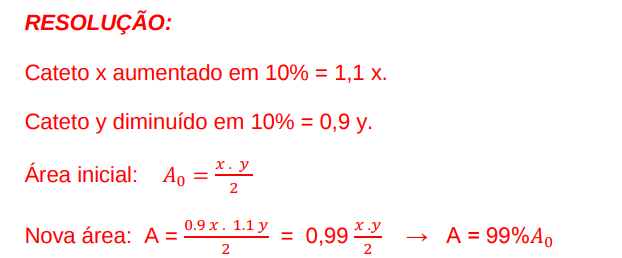 RESOLUÇÃO:
Cateto x aumentado em 10% = 1,1 x.
Cateto y diminuído em 10% = 0,9 y.
Área inicial: A₀ = (x . y)/2
Nova área: A = (0.9 x . 1.1 y)/2 = 0,99 (x .y)/2 → A = 99%A₀